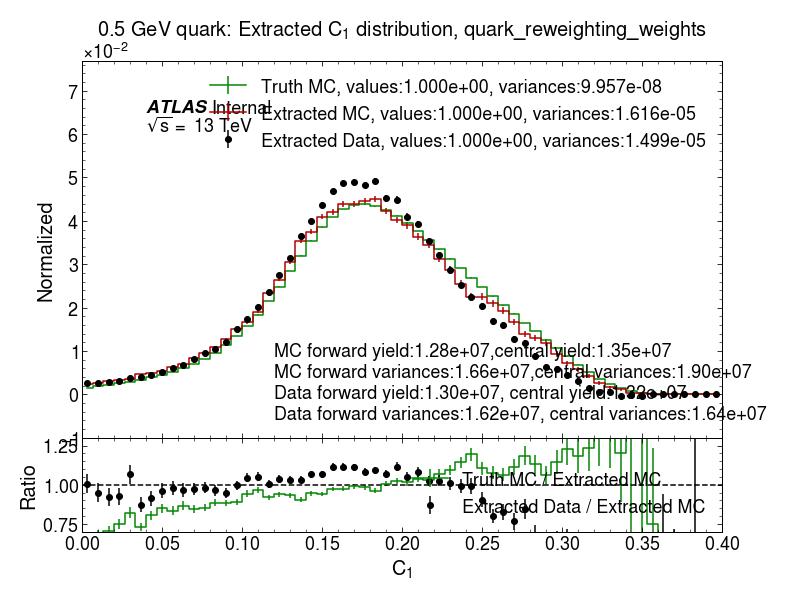 0.5 GeV quark: Extracted C₁ distribution, quark_reweighting_weights
×10⁻²
Truth MC, values:1.000e+00, variances:9.957e-08
ATLAS Internal
Extracted MC, values:1.000e+00, variances:1.616e-05
√s = 13 TeV
Extracted Data, values:1.000e+00, variances:1.499e-05
7
6
5
4
3
2
1
0
Normalized
MC forward yield:1.28e+07,central yield:1.35e+07
MC forward variances:1.66e+07,central variances:1.90e+07
Data forward yield:1.30e+07, central yield:1.22e+07
Data forward variances:1.62e+07, central variances:1.64e+07
1.25
1.00
0.75
Ratio
Truth MC / Extracted MC
Extracted Data / Extracted MC
0.00 0.05 0.10 0.15 0.20 0.25 0.30 0.35 0.40
C₁